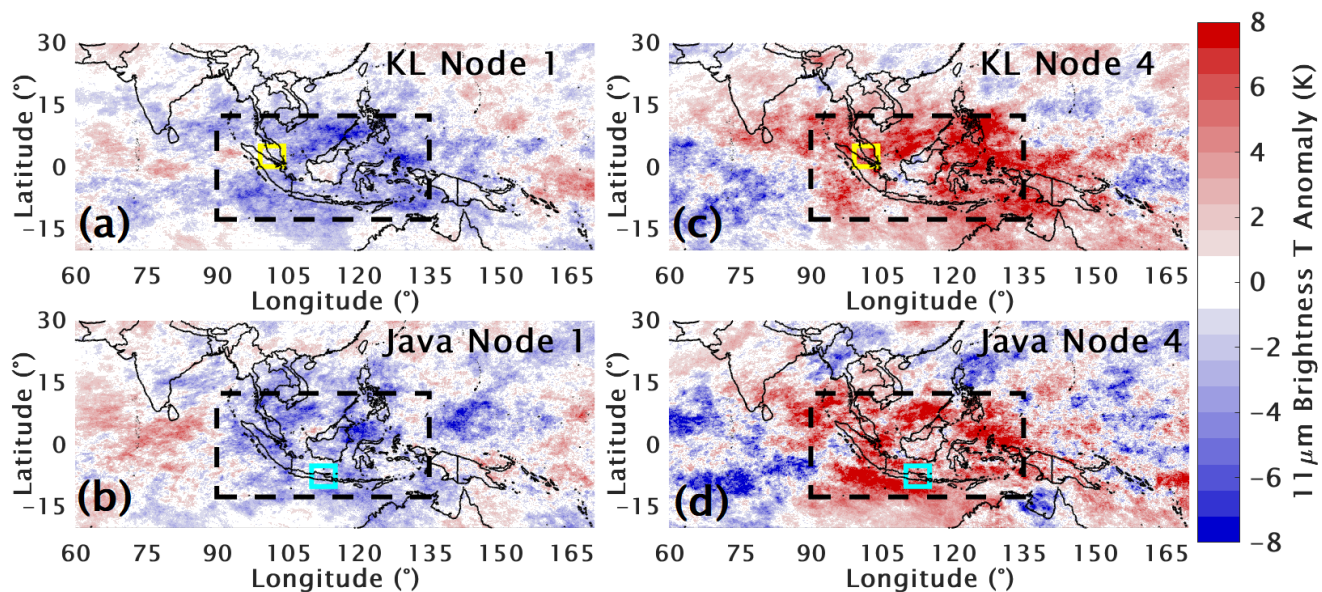 30
15
0
-15
Latitude (°)
KL Node 1
(a)
60 75 90 105 120 135 150 165
Longitude (°)
30
15
0
-15
Latitude (°)
KL Node 4
(c)
60 75 90 105 120 135 150 165
Longitude (°)
30
15
0
-15
Latitude (°)
Java Node 1
(b)
60 75 90 105 120 135 150 165
Longitude (°)
30
15
0
-15
Latitude (°)
Java Node 4
(d)
60 75 90 105 120 135 150 165
Longitude (°)
8
6
4
2
0
-2
-4
-6
-8
11μm Brightness T Anomaly (K)